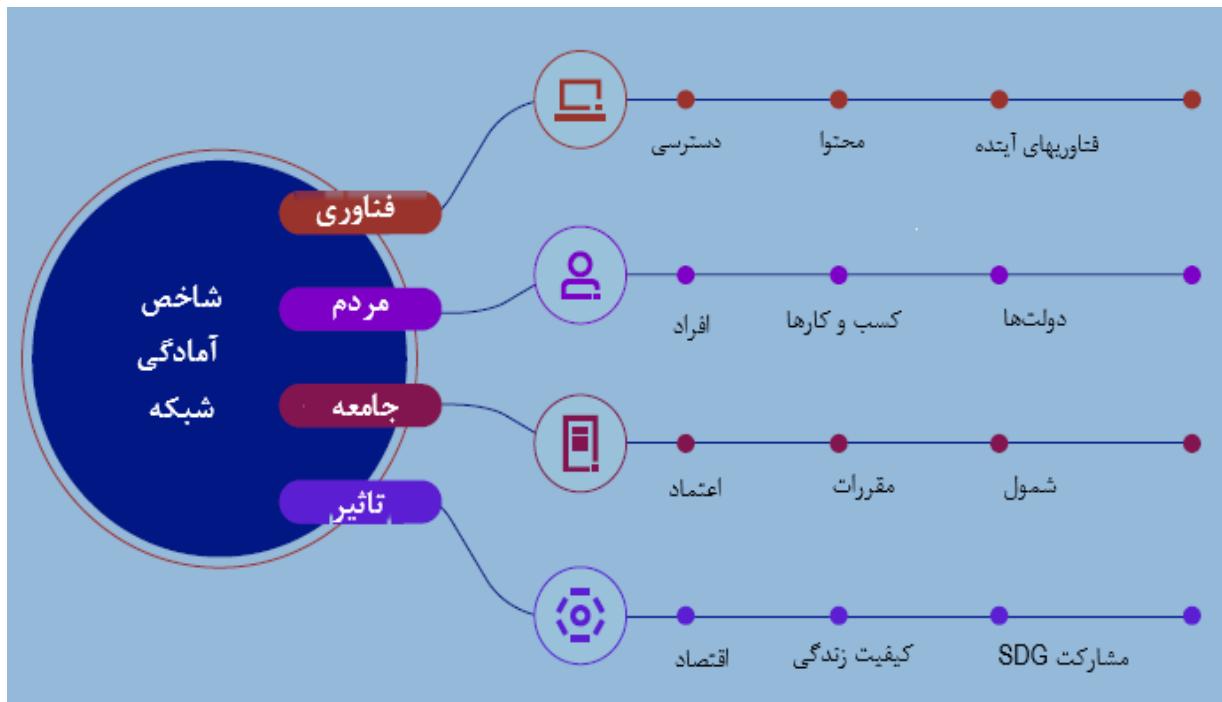 شاخص
آمادگی
شبکه
فناوری
دسترسی
محتوا
فناوریهای آینده
مردم
افراد
کسب و کارها
دولت‌ها
جامعه
اعتماد
مقررات
شمول
تاثیر
اقتصاد
کیفیت زندگی
مشارکت SDG